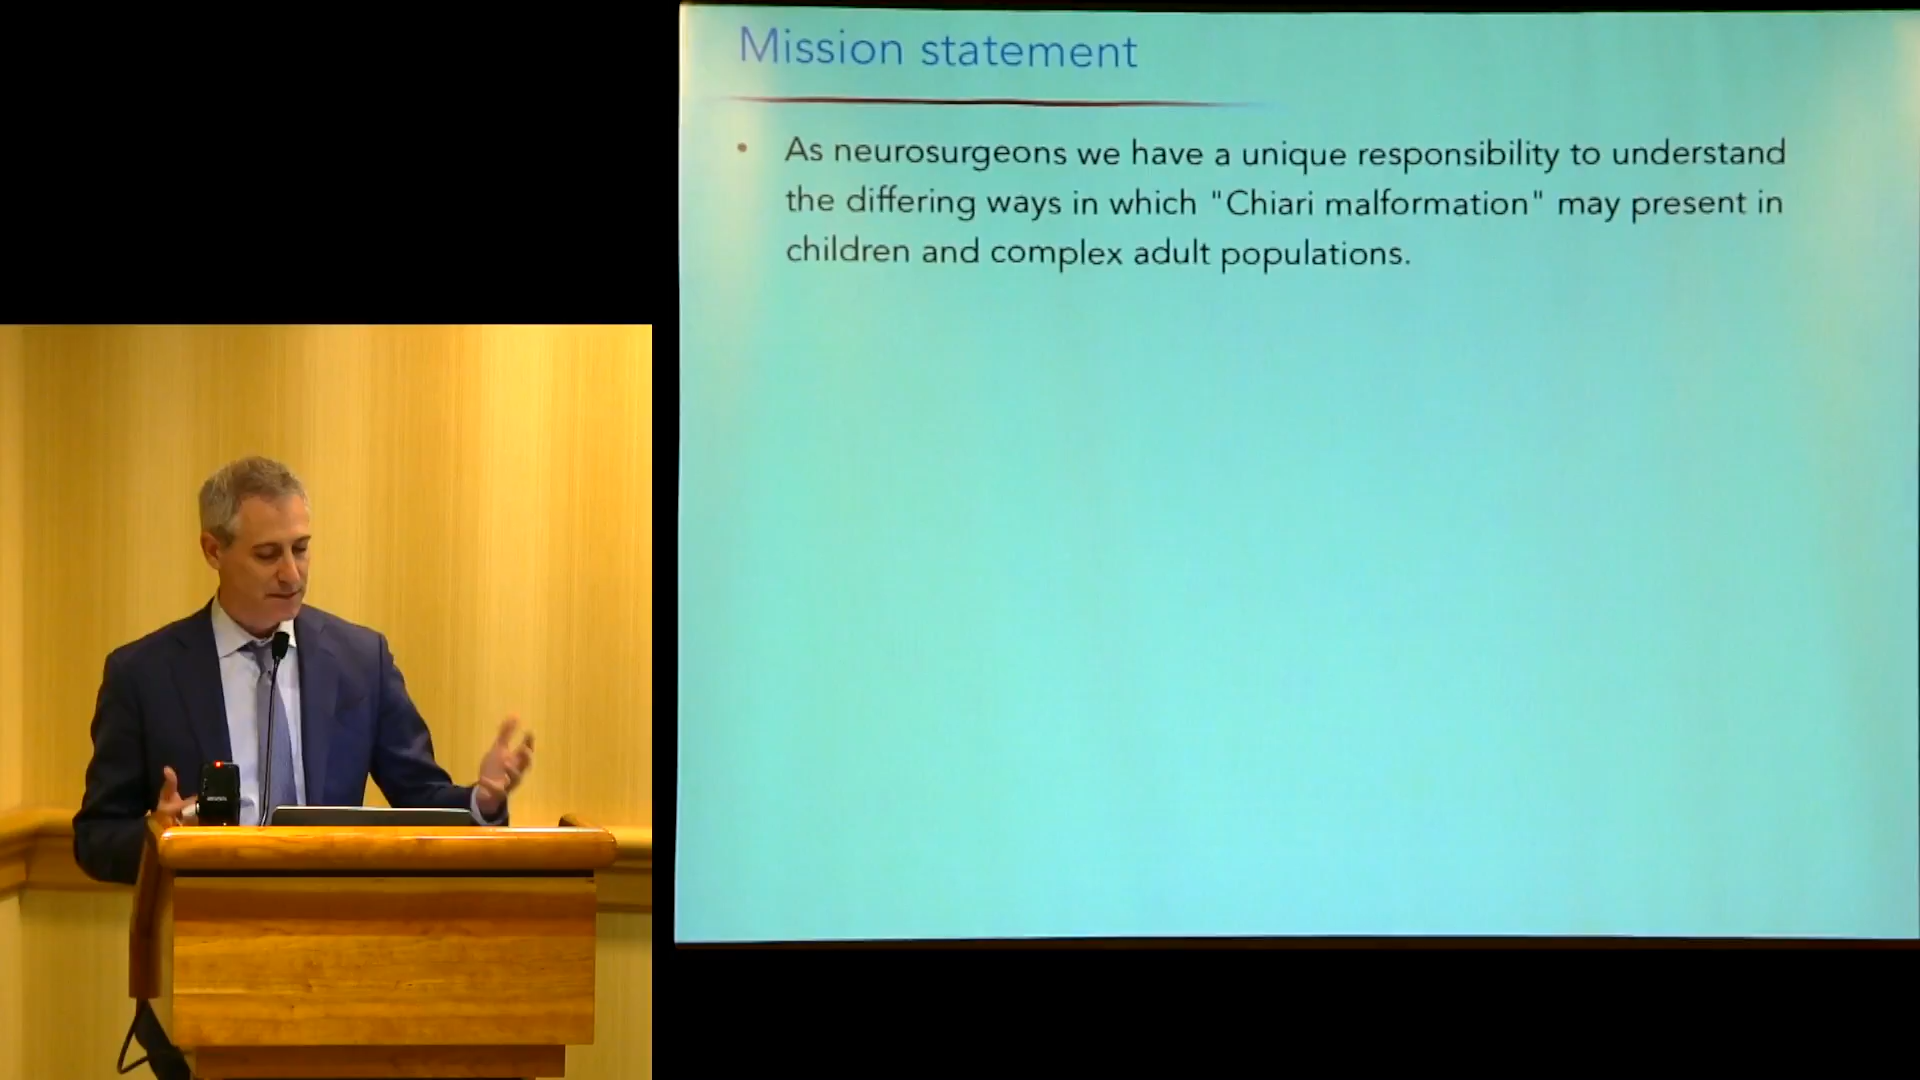 Mission statement
• As neurosurgeons we have a unique responsibility to understand
the differing ways in which "Chiari malformation" may present in
children and complex adult populations.